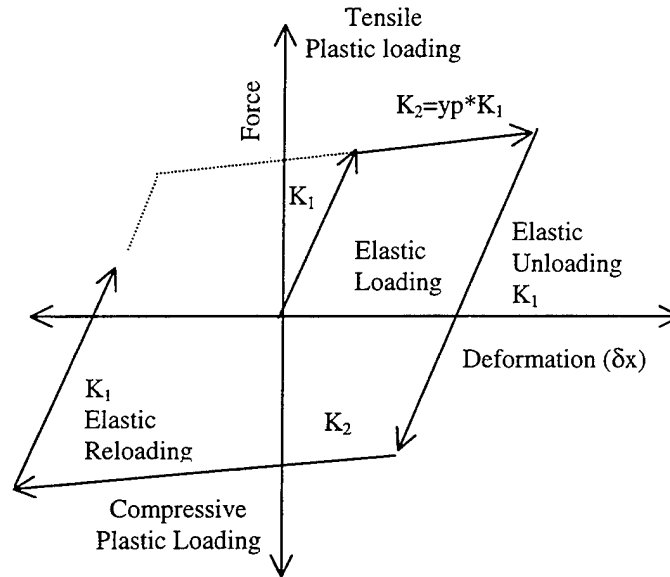 Tensile
Plastic loading
Force
K₂=yp*K₁
K₁
Elastic
Loading
Elastic
Unloading
K₁
Deformation (δx)
K₁
Elastic
Reloading
K₂
Compressive
Plastic Loading